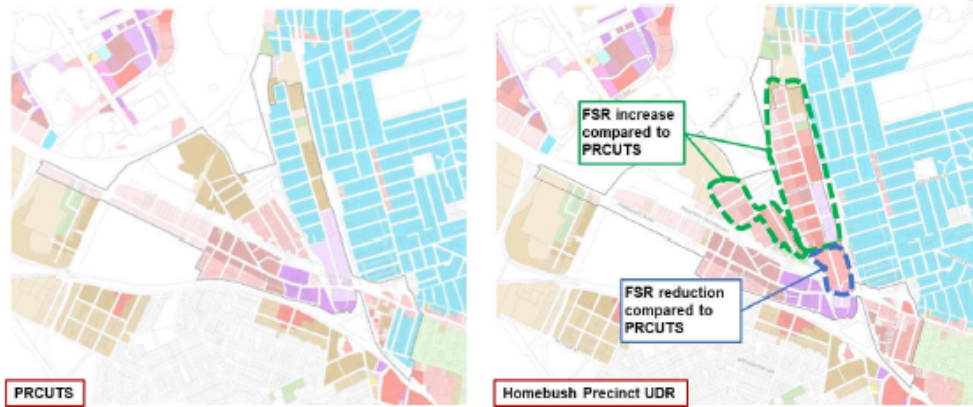 FSR increase
compared to
PRCUTS
FSR reduction
compared to
PRCUTS
PRCUTS
Homebush Precinct UDR